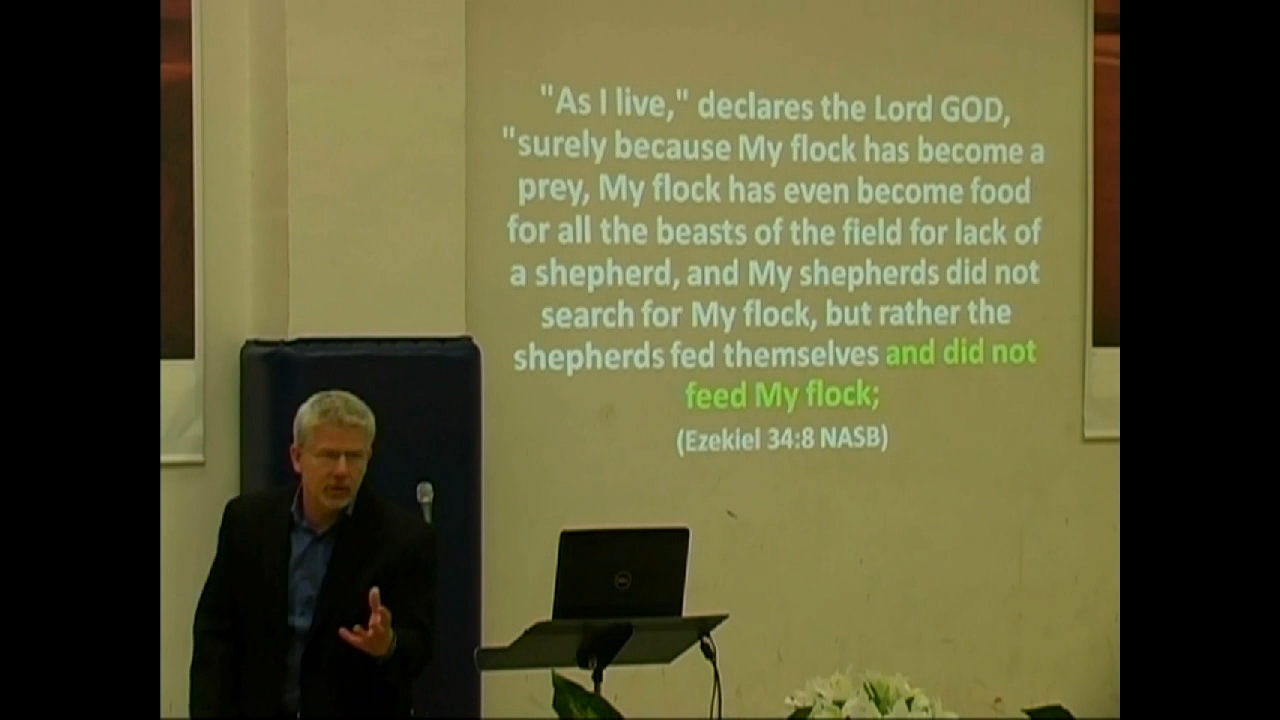 "As I live," declares the Lord GOD,
"surely because My flock has become a
prey, My flock has even become food
for all the beasts of the field for lack of
a shepherd, and My shepherds did not
search for My flock, but rather the
shepherds fed themselves and did not
feed My flock;
(Ezekiel 34:8 NASB)
DELL